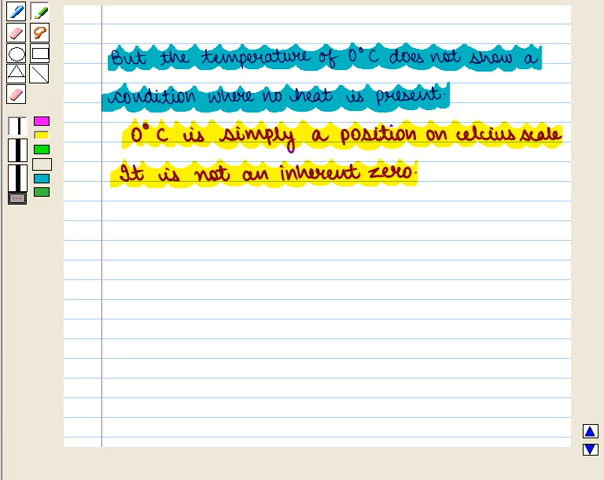 But the temperature of 0°C does not show a
condition where no heat is present.
0°C is simply a position on elcius scale
It is not an inherent zero.